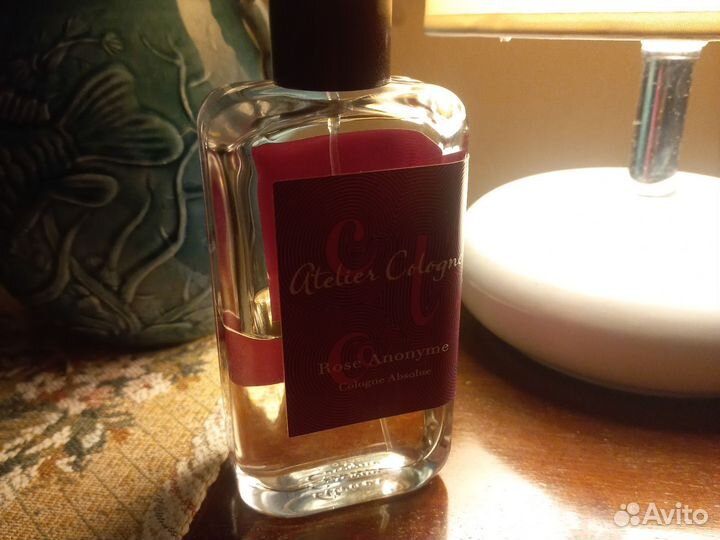 Atelier Cologne
Rose Anonyme
Cologne Absolue
Avito